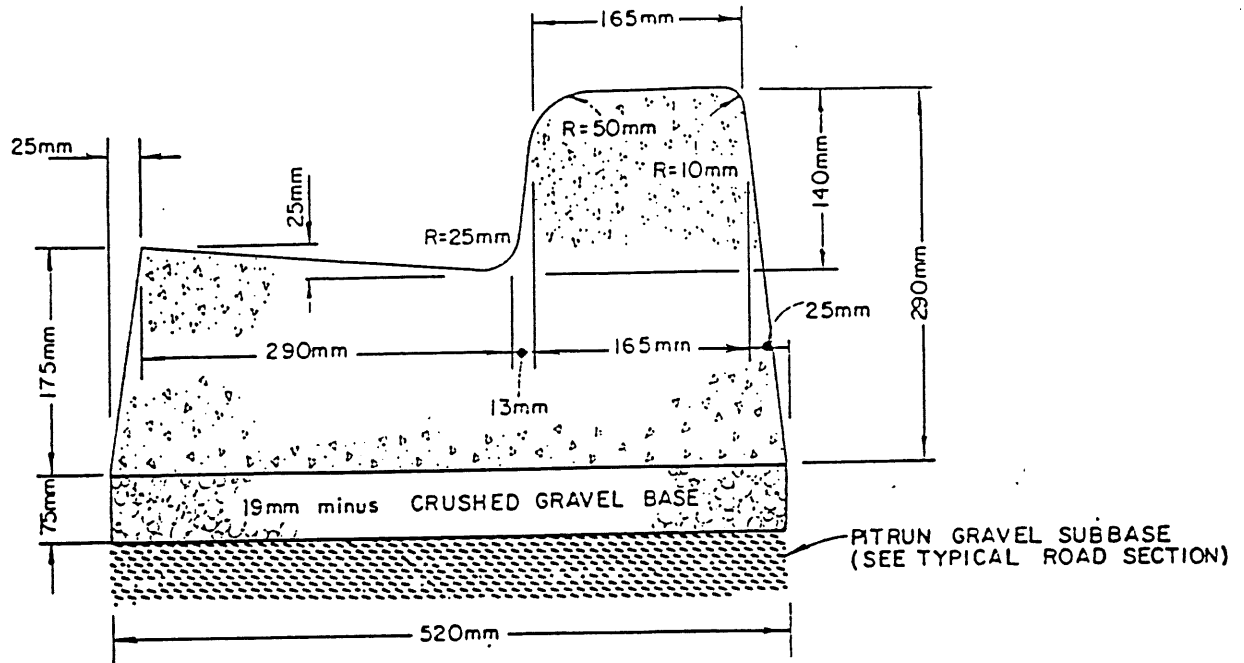 165mm
25mm
R=50mm
25mm
R=10mm
140mm
R=25mm
290mm
25mm
175mm
290mm
165mm
13mm
75mm
19mm minus CRUSHED GRAVEL BASE
PITRUN GRAVEL SUBBASE
(SEE TYPICAL ROAD SECTION)
520mm